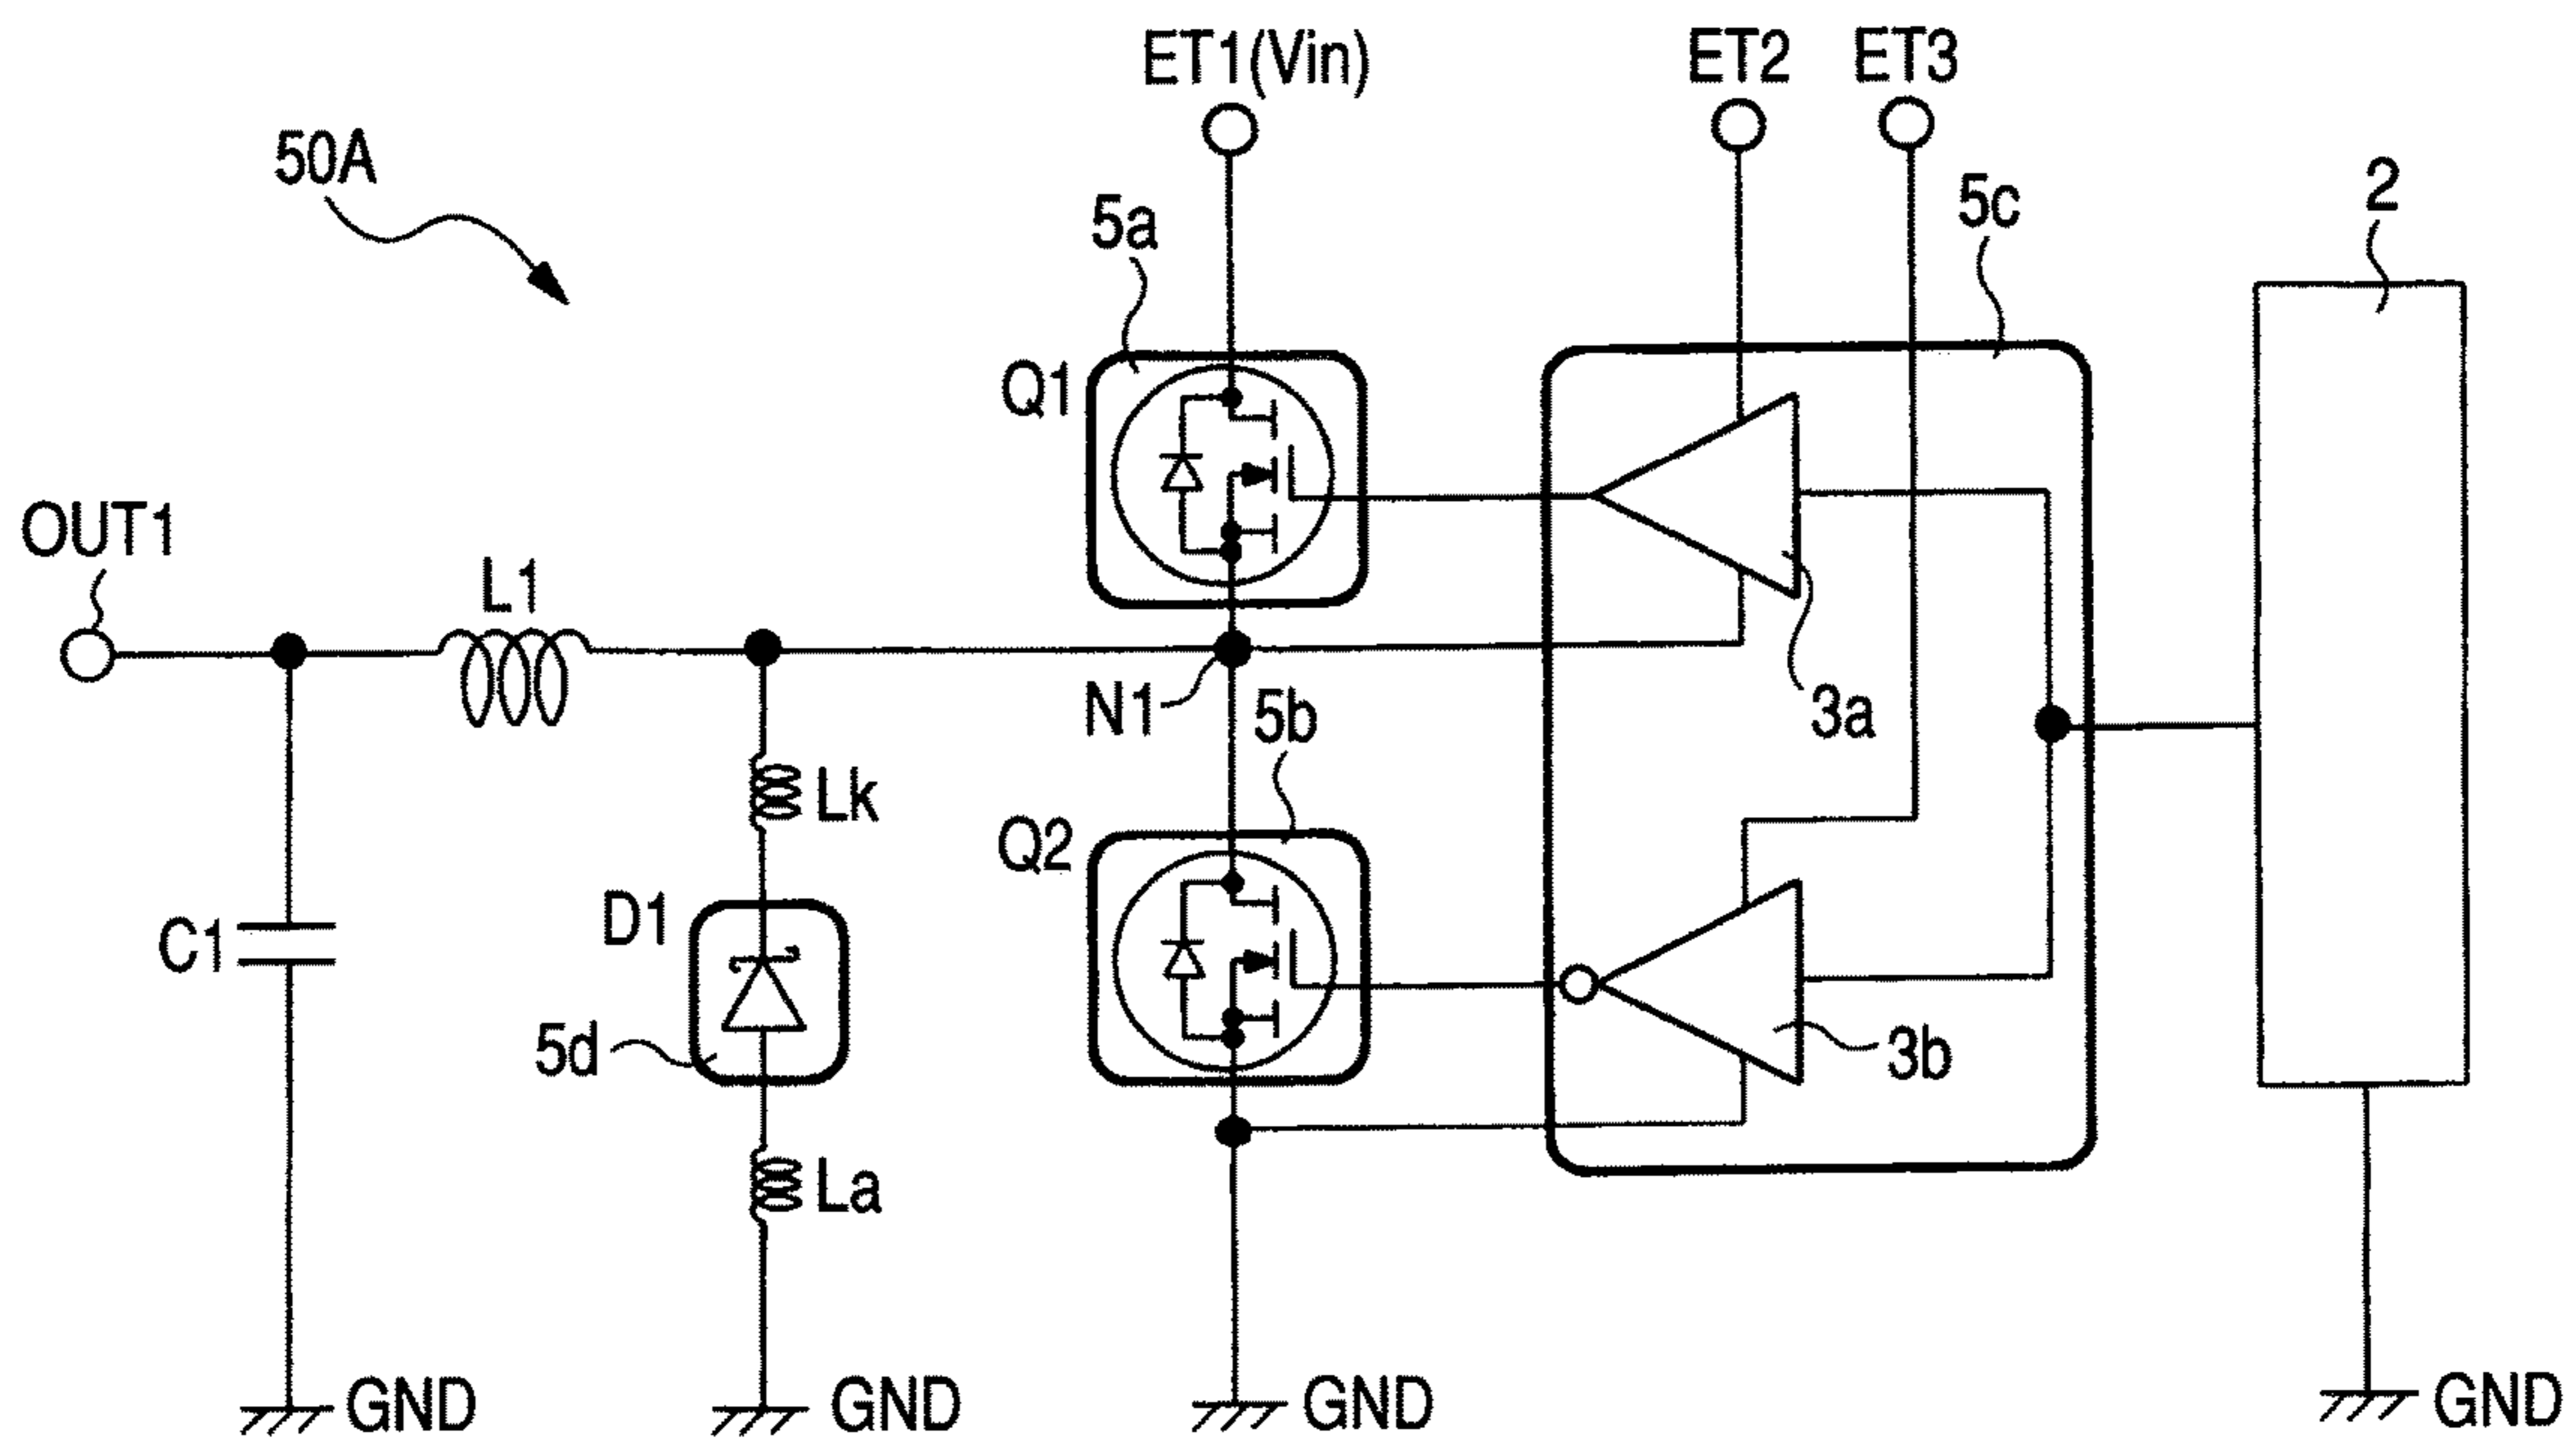 ET1(Vin)
ET2
ET3
50A
5a
5c
2
Q1
OUT1
L1
N1
5b
3a
Lk
Q2
D1
C1
5d
3b
La
GND
GND
GND
GND